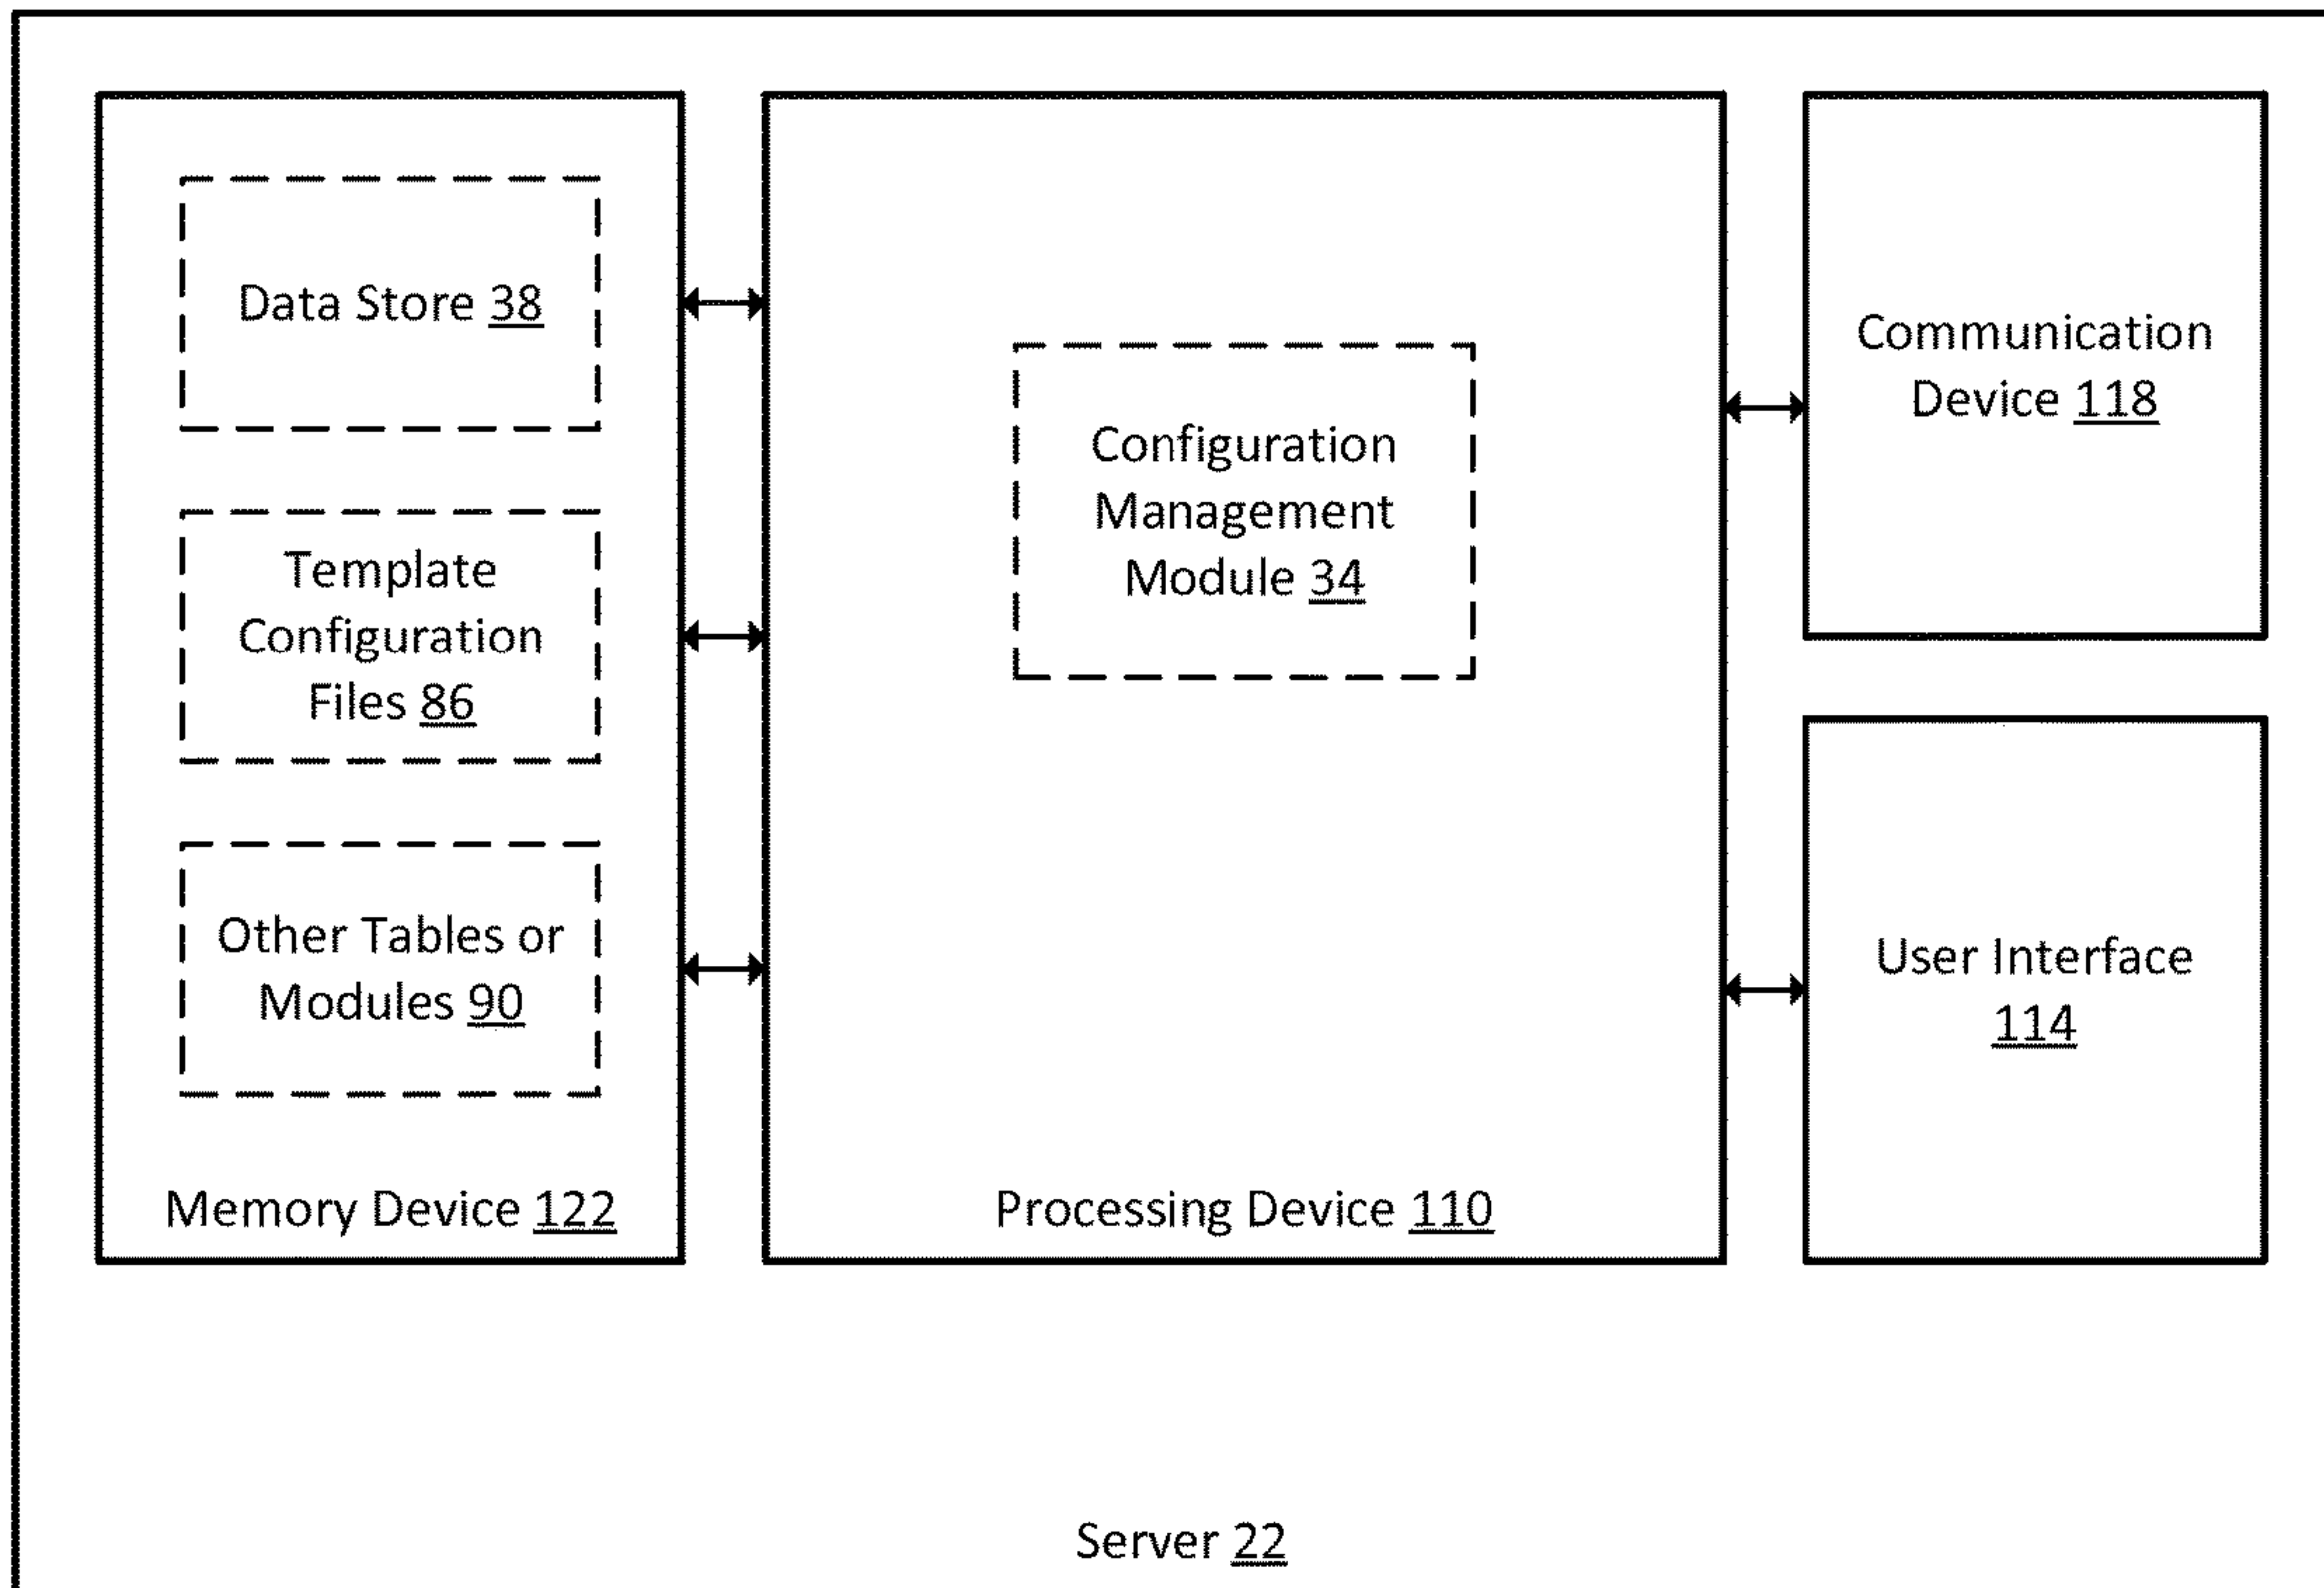 Data Store 38
Template
Configuration
Files 86
Other Tables or
Modules 90
Memory Device 122
Configuration
Management
Module 34
Processing Device 110
Communication
Device 118
User Interface
114
Server 22